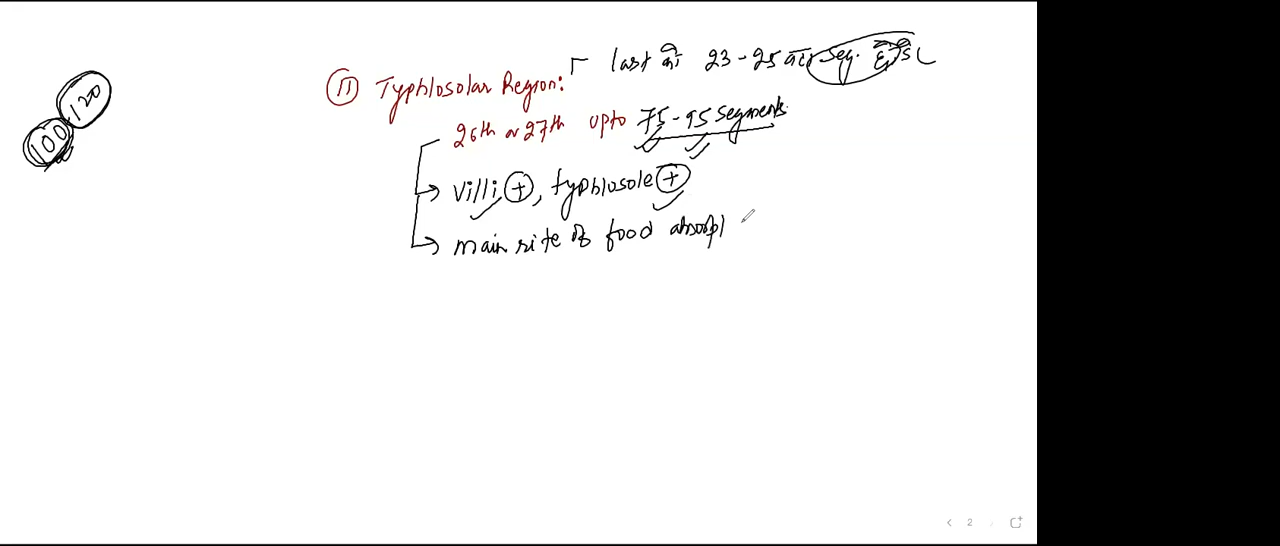 last की 23-25 को seg. छोड़
100 120
II Typhlosolar Region:
26th or 27th upto 75-95 segments.
villi +, typhlosole +
main site of food absorpt
2